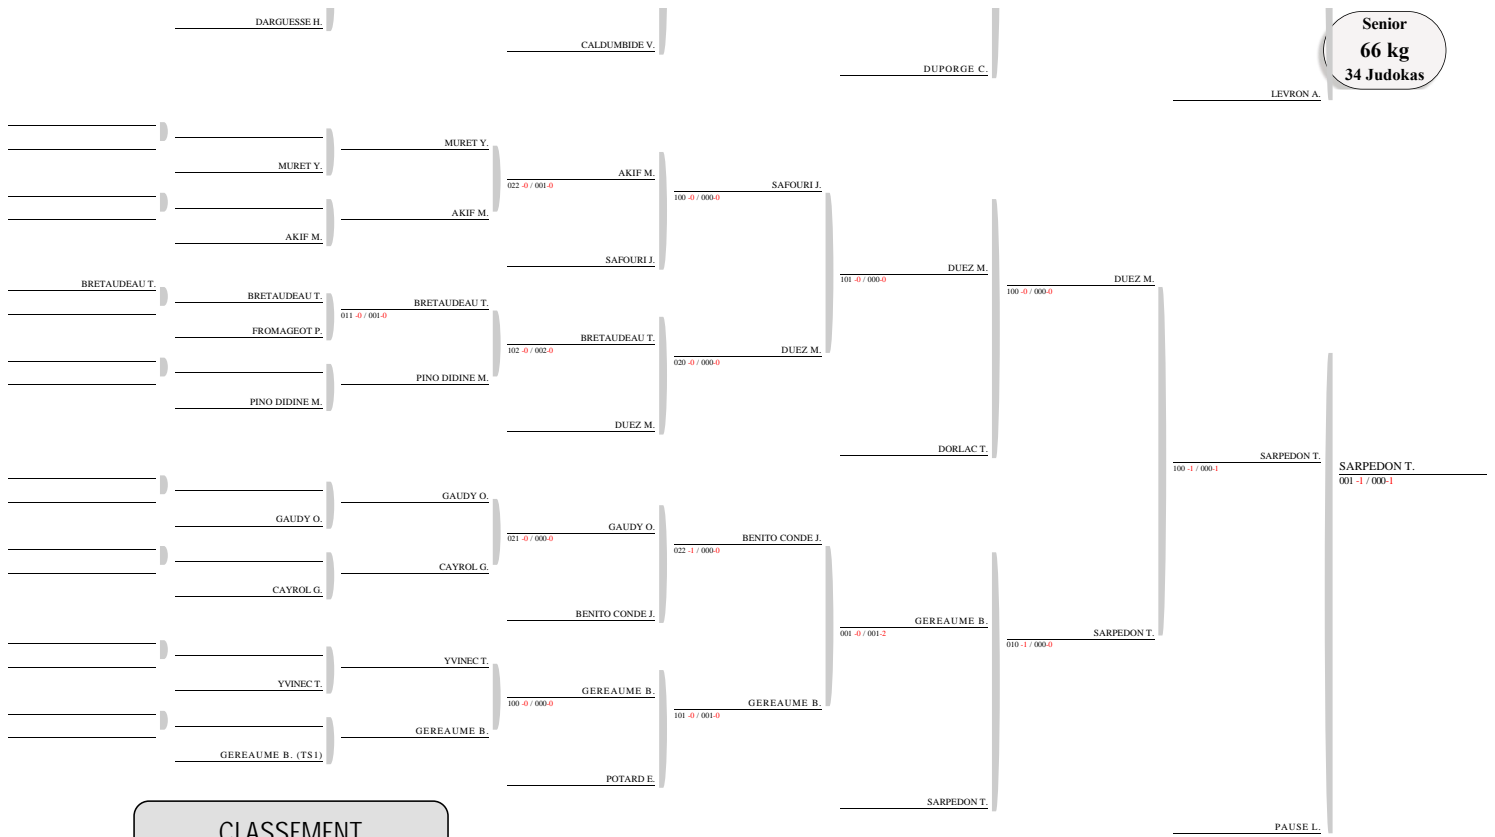 DARGUESSE H.
CALDUMBIDE V.
DUPORGE C.
LEVRON A.
Senior
66 kg
34 Judokas
MURET Y.
MURET Y.
AKIF M.
022 -0 / 001-0
SAFOURI J.
100 -0 / 000-0
AKIF M.
AKIF M.
SAFOURI J.
DUEZ M.
101 -0 / 000-0
DUEZ M.
100 -0 / 000-0
BRETAUDEAU T.
BRETAUDEAU T.
BRETAUDEAU T.
011 -0 / 001-0
FROMAGEOT P.
BRETAUDEAU T.
102 -0 / 002-0
DUEZ M.
020 -0 / 000-0
PINO DIDINE M.
PINO DIDINE M.
DUEZ M.
DORLAC T.
SARPEDON T.
100 -1 / 000-1
SARPEDON T.
001 -1 / 000-1
GAUDY O.
GAUDY O.
GAUDY O.
021 -0 / 000-0
BENITO CONDE J.
022 -1 / 000-0
CAYROL G.
CAYROL G.
BENITO CONDE J.
GEREAUME B.
001 -0 / 001-2
SARPEDON T.
010 -1 / 000-0
YVINEC T.
YVINEC T.
GEREAUME B.
100 -0 / 000-0
GEREAUME B.
101 -0 / 001-0
GEREAUME B.
GEREAUME B. (TS1)
POTARD E.
SARPEDON T.
PAUSE L.
CLASSEMENT